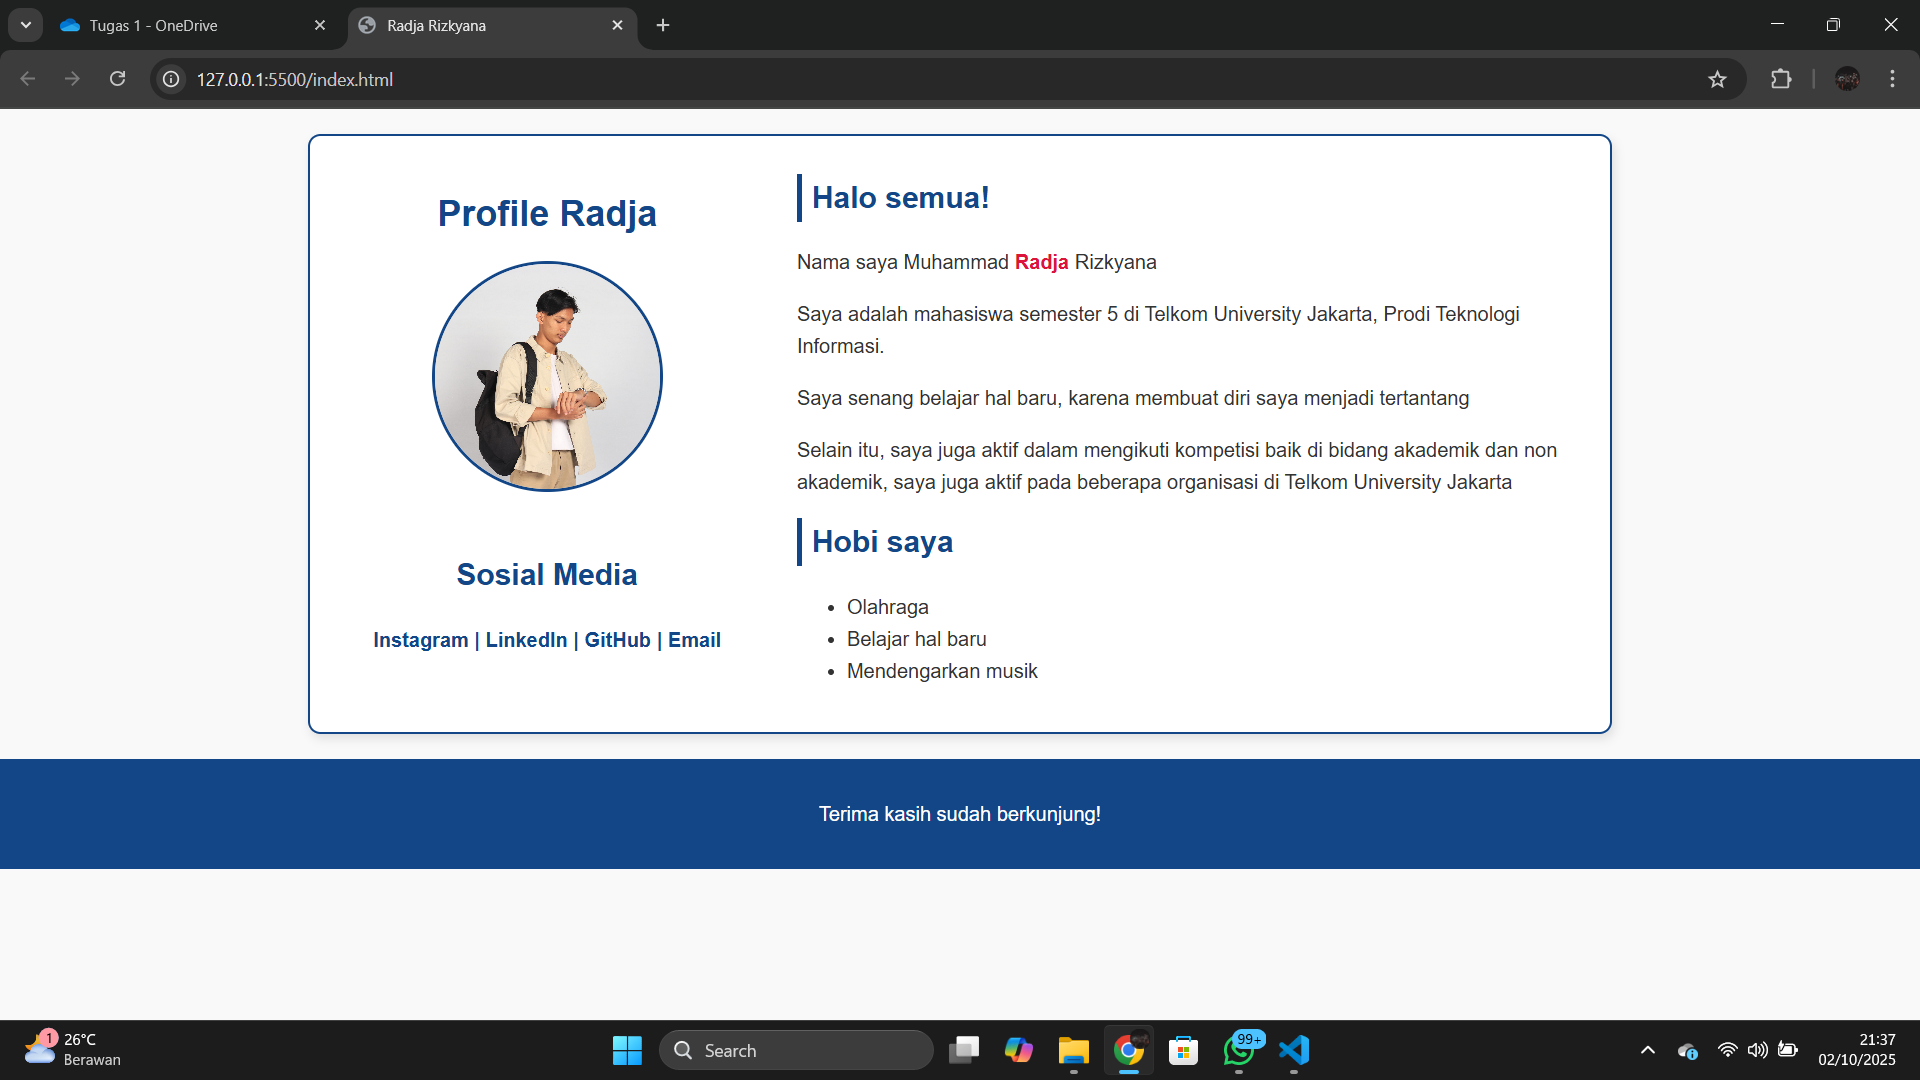 Tugas 1 - OneDrive
Radja Rizkyana
127.0.0.1:5500/index.html
Profile Radja
Sosial Media
Instagram | LinkedIn | GitHub | Email
Halo semua!
Nama saya Muhammad Radja Rizkyana
Saya adalah mahasiswa semester 5 di Telkom University Jakarta, Prodi Teknologi
Informasi.
Saya senang belajar hal baru, karena membuat diri saya menjadi tertantang
Selain itu, saya juga aktif dalam mengikuti kompetisi baik di bidang akademik dan non
akademik, saya juga aktif pada beberapa organisasi di Telkom University Jakarta
Hobi saya
• Olahraga
• Belajar hal baru
• Mendengarkan musik
Terima kasih sudah berkunjung!
1
26°C
Berawan
Search
99+
21:37
02/10/2025